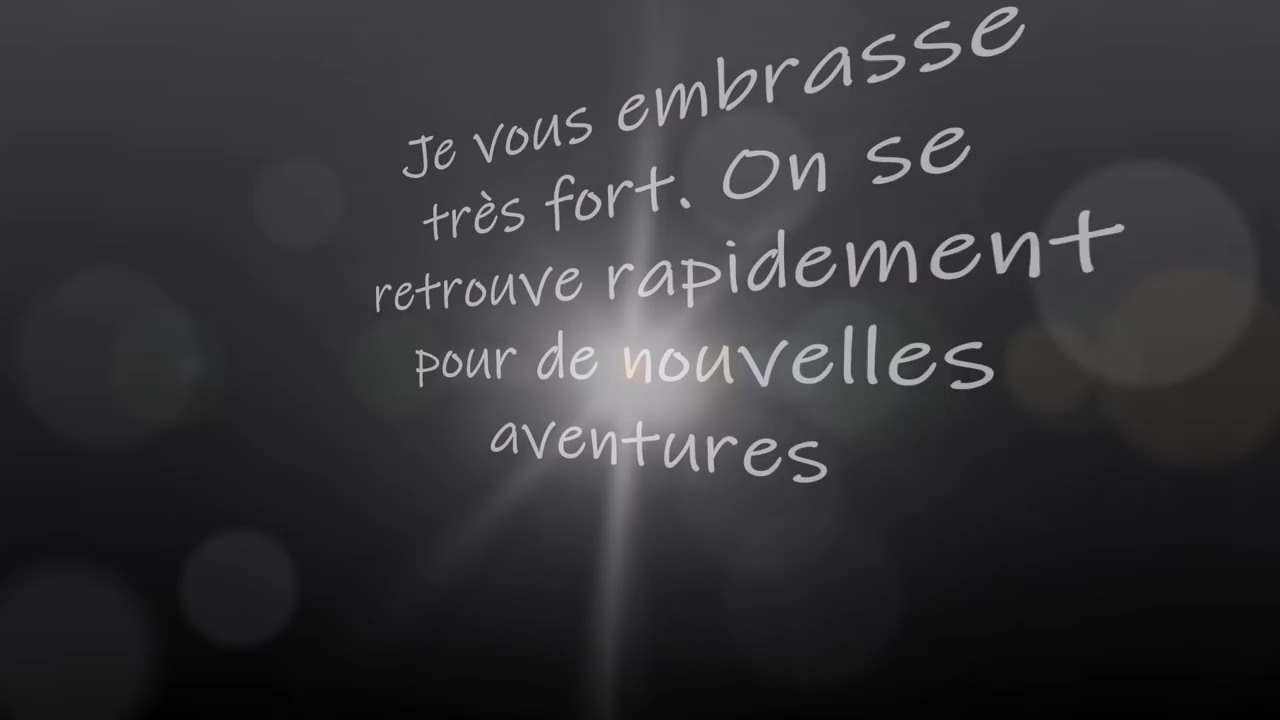 Je vous embrasse
très fort. On se
retrouve rapidement
pour de nouvelles
aventures